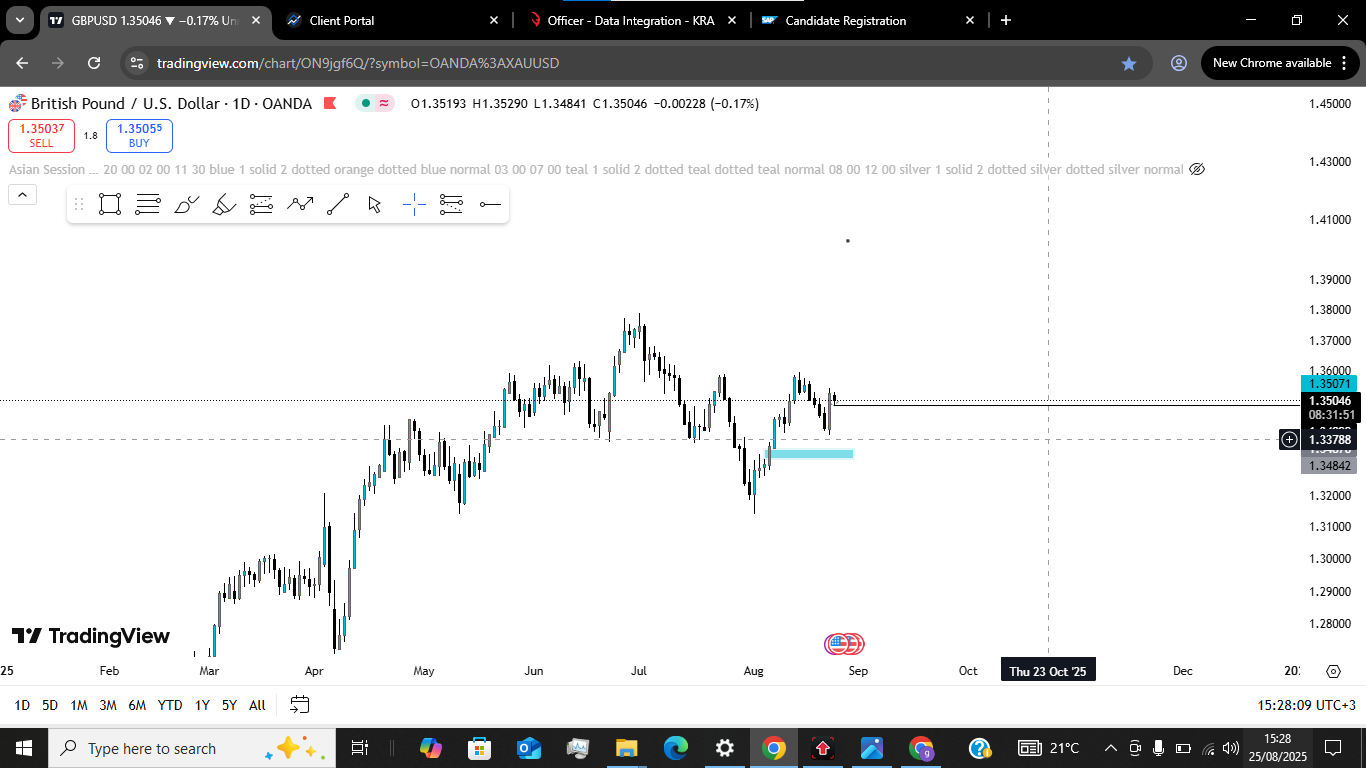 GBPUSD 1.35046 ▼ −0.17% Un
Client Portal
Officer - Data Integration - KRA
SAP
Candidate Registration
tradingview.com/chart/ON9jgf6Q/?symbol=OANDA%3AXAUUSD
New Chrome available
British Pound / U.S. Dollar · 1D · OANDA
O1.35193 H1.35290 L1.34841 C1.35046 −0.00228 (−0.17%)
1.35037
SELL
1.8
1.35055
BUY
Asian Session ... 20 00 02 00 11 30 blue 1 solid 2 dotted orange dotted blue normal 03 00 07 00 teal 1 solid 2 dotted teal dotted teal normal 08 00 12 00 silver 1 solid 2 dotted silver dotted silver normal
1.45000
1.43000
1.41000
1.39000
1.38000
1.37000
1.36000
1.35071
1.35046
08:31:51
1.33788
1.34842
1.32000
1.31000
1.30000
1.29000
1.28000
TradingView
25
Feb
Mar
Apr
May
Jun
Jul
Aug
Sep
Oct
Thu 23 Oct '25
Dec
1D
5D
1M
3M
6M
YTD
1Y
5Y
All
15:28:09 UTC+3
Type here to search
21°C
15:28
25/08/2025